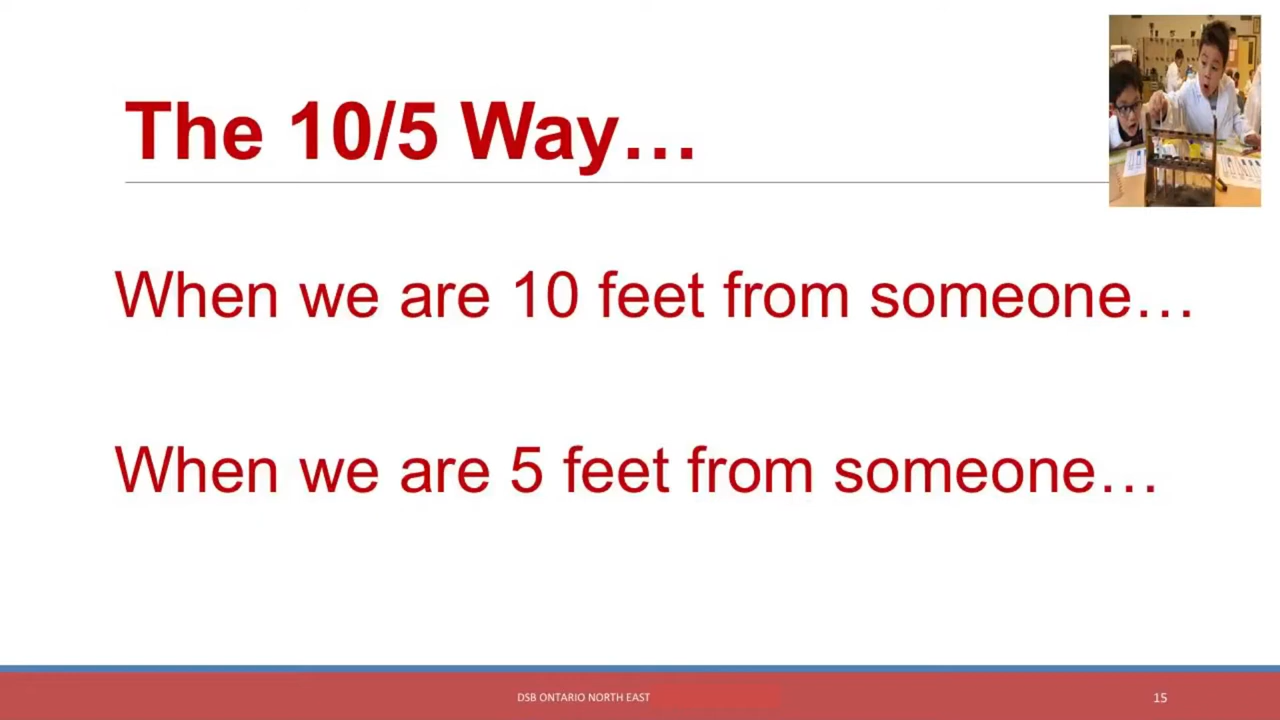 The 10/5 Way…
When we are 10 feet from someone…
When we are 5 feet from someone…
DSB ONTARIO NORTH EAST
15